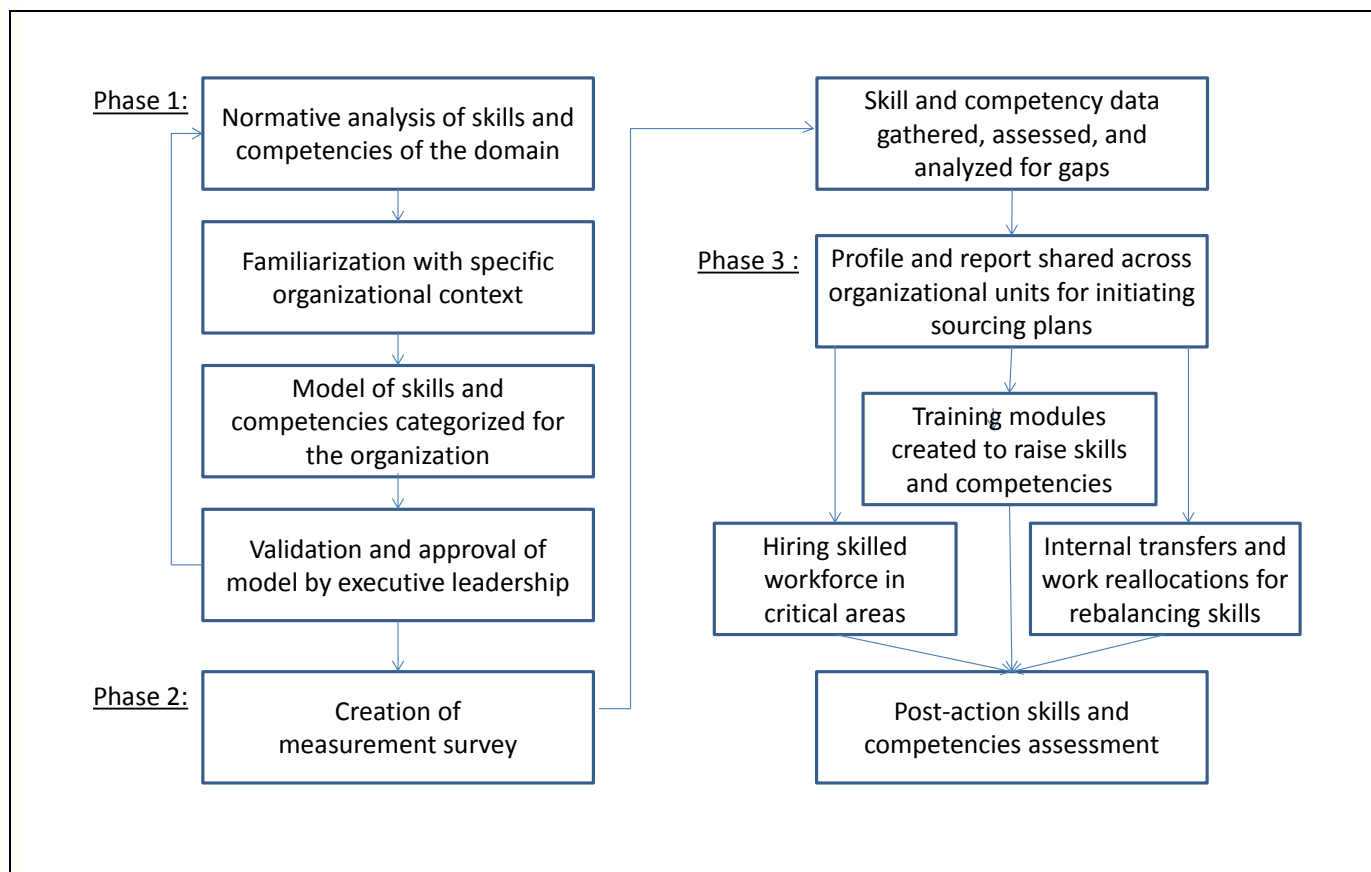 Phase 1:
Normative analysis of skills and
competencies of the domain
Familiarization with specific
organizational context
Model of skills and
competencies categorized for
the organization
Validation and approval of
model by executive leadership
Phase 2:
Creation of
measurement survey
Skill and competency data
gathered, assessed, and
analyzed for gaps
Phase 3 :
Profile and report shared across
organizational units for initiating
sourcing plans
Training modules
created to raise skills
and competencies
Hiring skilled
workforce in
critical areas
Internal transfers and
work reallocations for
rebalancing skills
Post-action skills and
competencies assessment